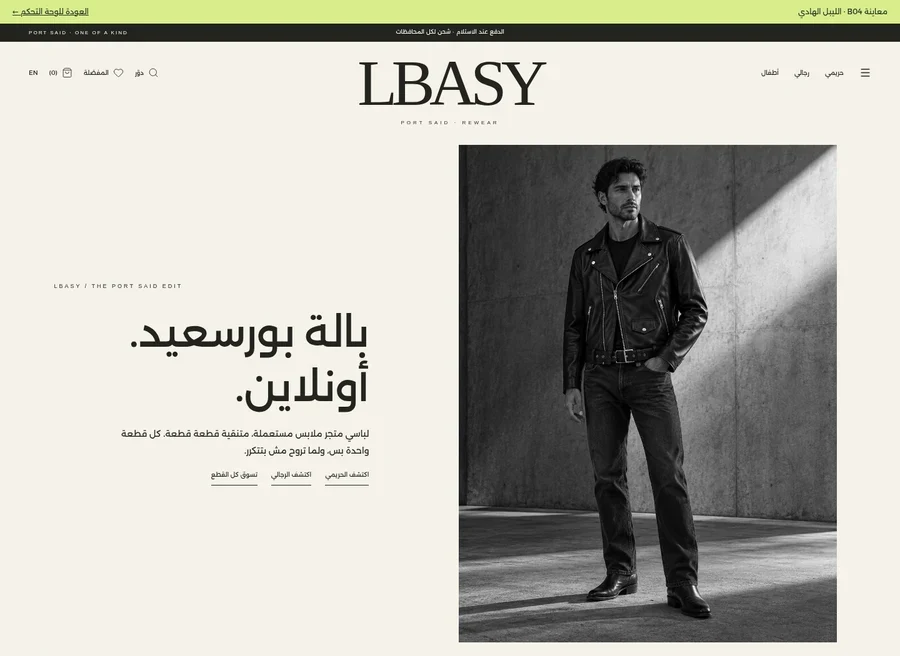 معاينة B04 · الليبل الهادي
العودة للوحة التحكم ←
الدفع عند الاستلام · شحن لكل المحافظات
PORT SAID · ONE OF A KIND
حريمي
رجالي
أطفال
LBASY
PORT SAID · REWEAR
دوّر
المفضلة
(0)
EN
LBASY / THE PORT SAID EDIT
بالة بورسعيد.
أونلاين.
لباسي متجر ملابس مستعملة، متنقية قطعة قطعة. كل قطعة
واحدة بس، ولما تروح مش بتتكرر.
اكتشف الحريمي
اكتشف الرجالي
تسوق كل القطع